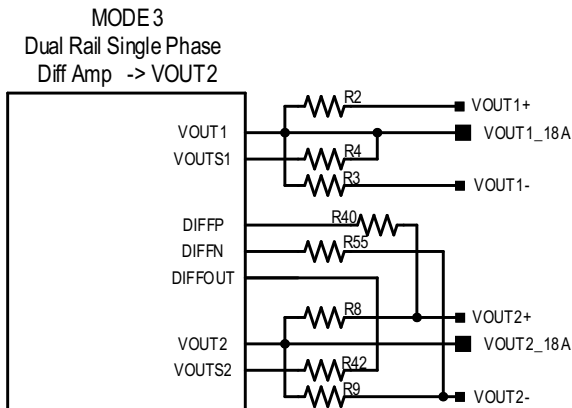 MODE 3
Dual Rail Single Phase
Diff Amp -> VOUT2
R2
VOUT1+
VOUT1
VOUT1_18A
VOUTS1
R4
R3
VOUT1-
DIFFP
R40
DIFFN
R55
DIFFOUT
R8
VOUT2+
VOUT2
VOUT2_18A
VOUTS2
R42
R9
VOUT2-